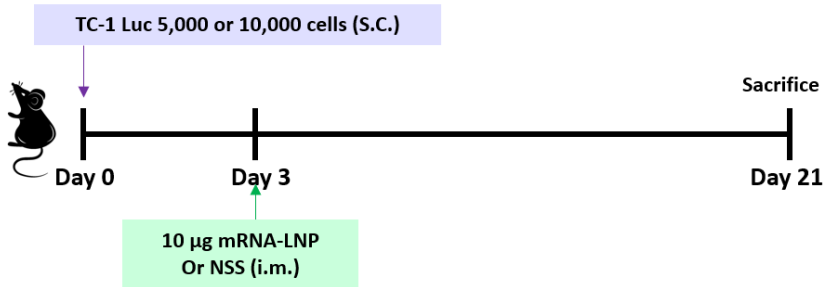 TC-1 Luc 5,000 or 10,000 cells (S.C.)
Sacrifice
Day 0
Day 3
Day 21
10 µg mRNA-LNP
Or NSS (i.m.)